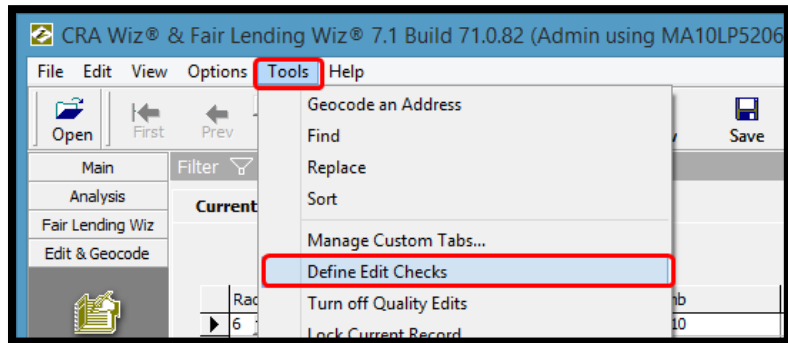 CRA Wiz® & Fair Lending Wiz® 7.1 Build 71.0.82 (Admin using MA10LP5206
File Edit View Options Tools Help
Open First Prev Save
Main
Analysis
Fair Lending Wiz
Edit & Geocode
Filter
Current
Geocode an Address
Find
Replace
Sort
Manage Custom Tabs...
Define Edit Checks
Turn off Quality Edits
Lock Current Record
6
10